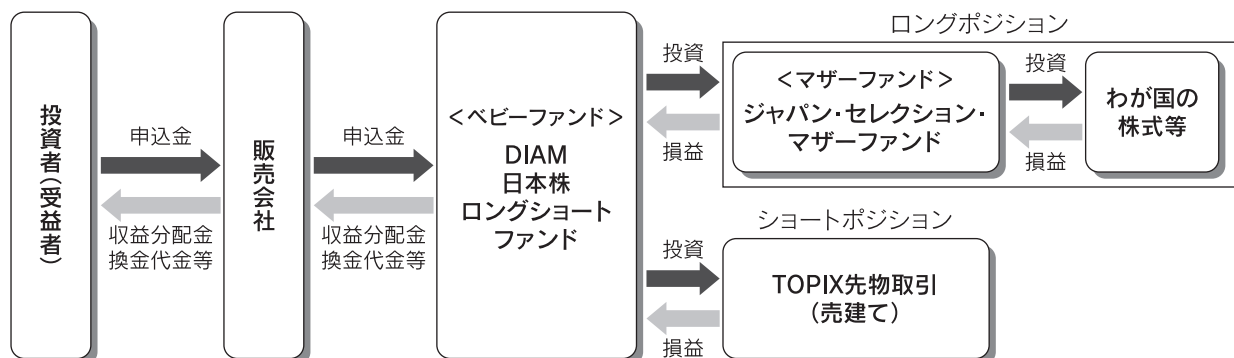 投資者(受益者)
申込金
収益分配金
換金代金等
販売会社
申込金
収益分配金
換金代金等
<ベビーファンド>
DIAM
日本株
ロングショート
ファンド
投資
損益
ロングポジション
<マザーファンド>
ジャパン・セレクション・
マザーファンド
投資
損益
わが国の
株式等
ショートポジション
投資
損益
TOPIX先物取引
(売建て)